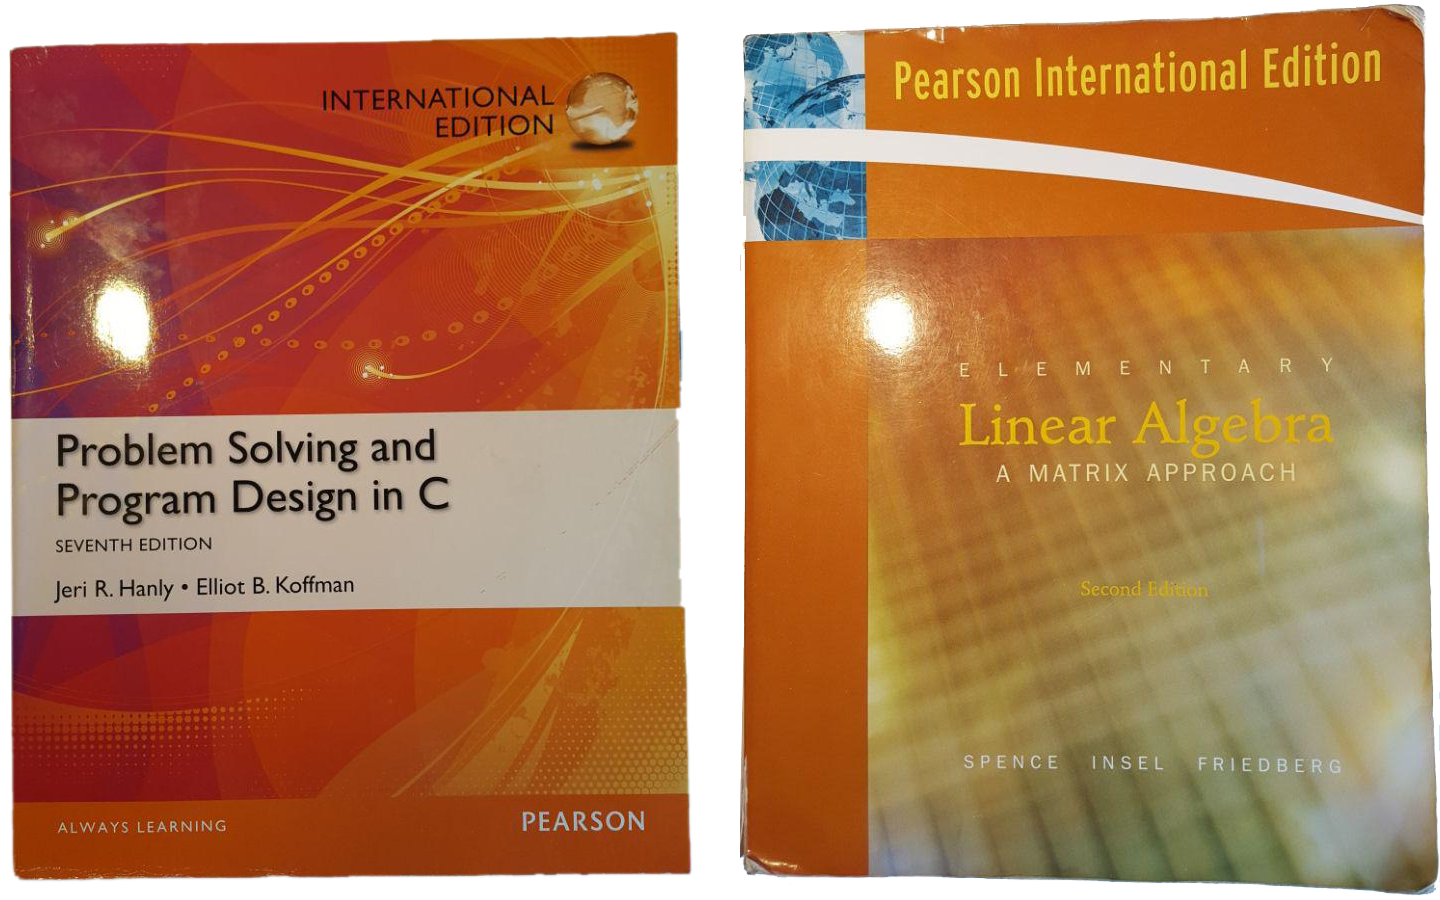 INTERNATIONAL
EDITION
Problem Solving and
Program Design in C
SEVENTH EDITION
Jeri R. Hanly • Elliot B. Koffman
ALWAYS LEARNING
PEARSON
Pearson International Edition
ELEMENTARY
Linear Algebra
A MATRIX APPROACH
Second Edition
SPENCE INSEL FRIEDBERG